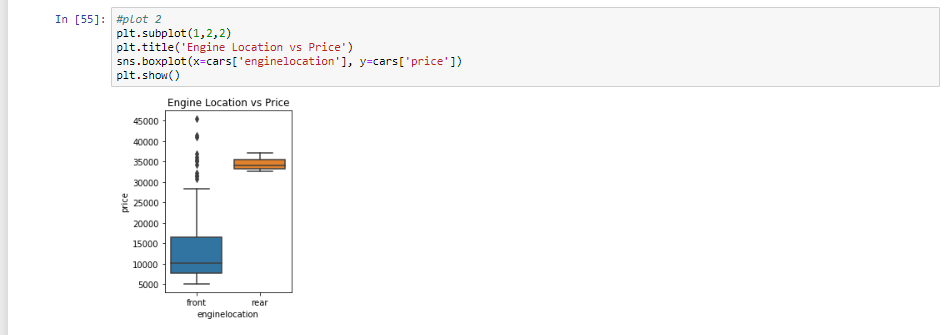 In [55]: #plot 2
plt.subplot(1,2,2)
plt.title('Engine Location vs Price')
sns.boxplot(x=cars['enginelocation'], y=cars['price'])
plt.show()
Engine Location vs Price
45000
40000
35000
30000
25000
20000
15000
10000
5000
price
front rear
enginelocation